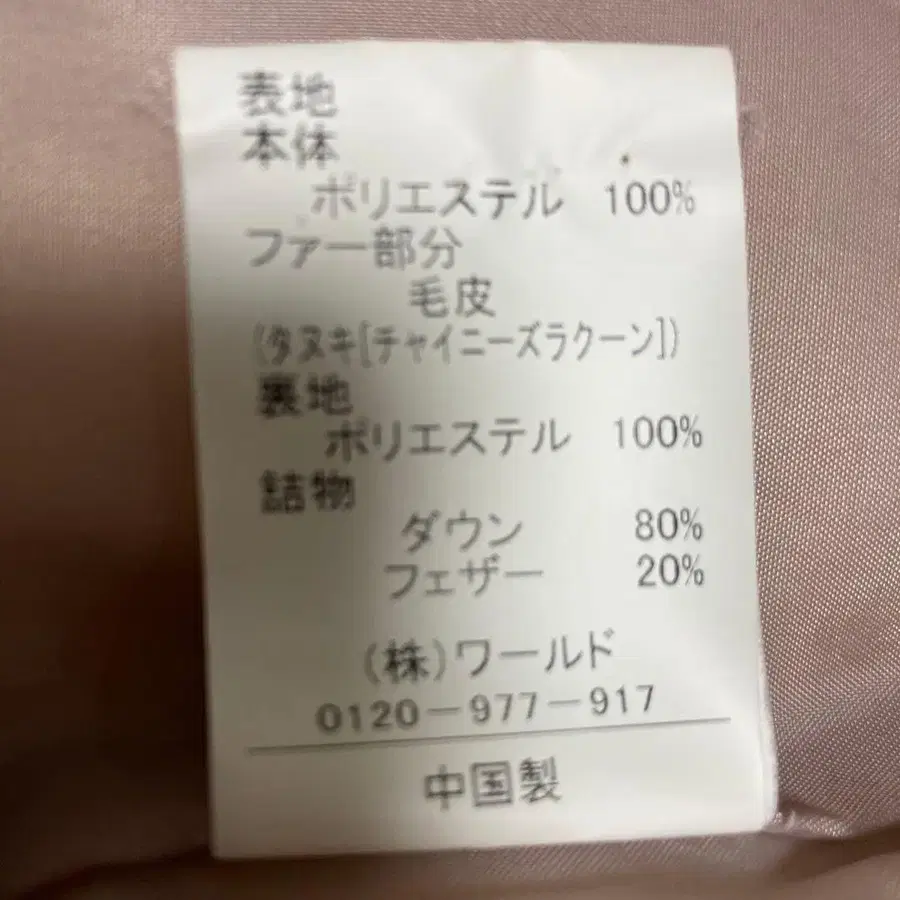 表地
本体
ポリエステル 100%
ファー部分
毛皮
(タヌキ[チャイニーズラクーン])
裏地
ポリエステル 100%
詰物
ダウン 80%
フェザー 20%
(株)ワールド
0120-977-917
中国製